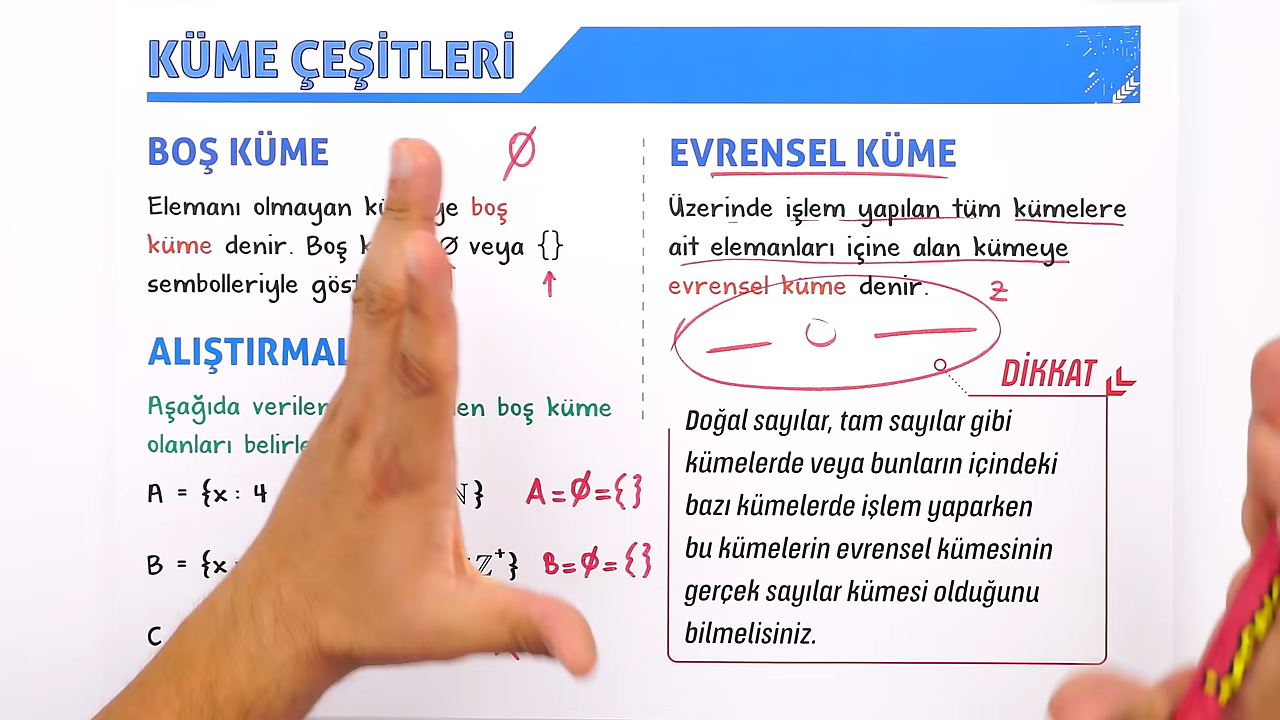 KÜME ÇEŞİTLERİ
BOŞ KÜME
∅
Elemanı olmayan boş
küme denir. Boş ∅ veya {}
sembolleriyle
↑
ALIŞTIRMAL
Aşağıda boş küme
olanları
A = {x : 4 ℕ} A = ∅ = { }
B = {x ℤ⁺} B = ∅ = { }
C
EVRENSEL KÜME
Üzerinde işlem yapılan tüm kümelere
ait elemanları içine alan kümeye
evrensel küme denir.
Z
DİKKAT
Doğal sayılar, tam sayılar gibi
kümelerde veya bunların içindeki
bazı kümelerde işlem yaparken
bu kümelerin evrensel kümesinin
gerçek sayılar kümesi olduğunu
bilmelisiniz.